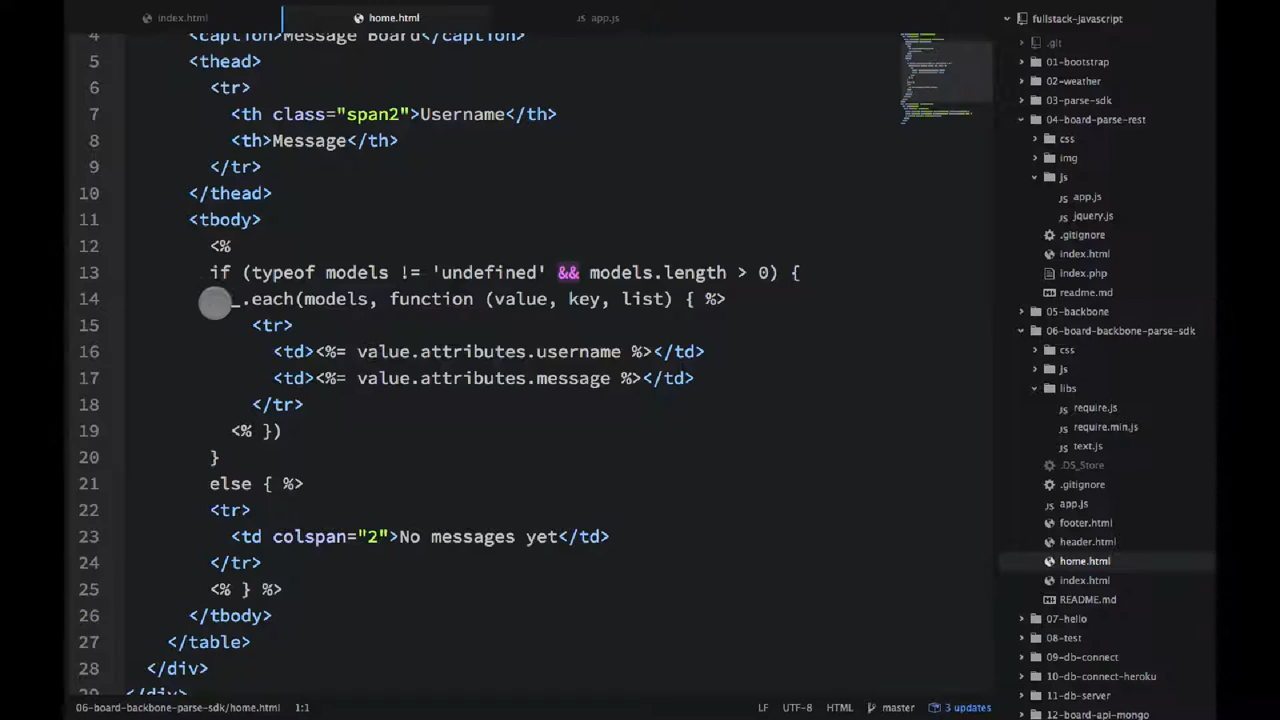 index.html
home.html
app.js
4 <caption>Message Board</caption>
5 <thead>
6 <tr>
7 <th class="span2">Username</th>
8 <th>Message</th>
9 </tr>
10 </thead>
11 <tbody>
12 <%
13 if (typeof models != 'undefined' && models.length > 0) {
14 _.each(models, function (value, key, list) { %>
15 <tr>
16 <td><%= value.attributes.username %></td>
17 <td><%= value.attributes.message %></td>
18 </tr>
19 <% })
20 }
21 else { %>
22 <tr>
23 <td colspan="2">No messages yet</td>
24 </tr>
25 <% } %>
26 </tbody>
27 </table>
28 </div>
29 </div>
06-board-backbone-parse-sdk/home.html 1:1
LF UTF-8 HTML master 3 updates
fullstack-javascript
.git
01-bootstrap
02-weather
03-parse-sdk
04-board-parse-rest
css
img
js
JS app.js
JS jquery.js
.gitignore
index.html
index.php
readme.md
05-backbone
06-board-backbone-parse-sdk
css
js
libs
JS require.js
JS require.min.js
JS text.js
.DS_Store
.gitignore
JS app.js
footer.html
header.html
home.html
index.html
README.md
07-hello
08-test
09-db-connect
10-db-connect-heroku
11-db-server
12-board-api-mongo